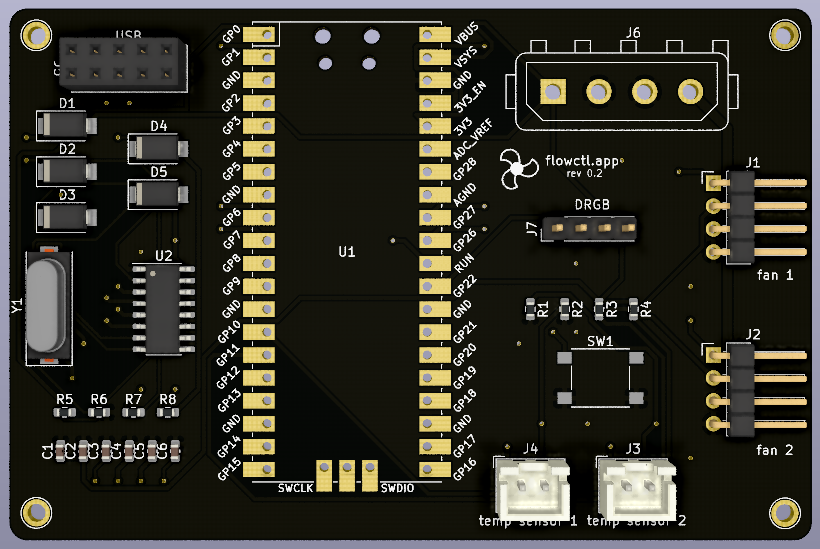 USB
J6
D1
D4
D2
D5
D3
GP0
GP1
GND
GP2
GP3
GP4
GP5
GND
GP6
GP7
GP8
GP9
GND
GP10
GP11
GP12
GP13
GND
GP14
GP15
VBUS
VSYS
GND
3V3_EN
3V3
ADC_VREF
GP28
AGND
GP27
GP26
RUN
GP22
GND
GP21
GP20
GP19
GP18
GND
GP17
GP16
U1
SWCLK SWDIO
flowctl.app
rev 0.2
DRGB
J7
J1
fan 1
U2
Y1
R1 R2 R3 R4
SW1
J2
fan 2
R5 R6 R7 R8
C1 C2 C3 C4 C5 C6
J4 J3
temp sensor 1 temp sensor 2